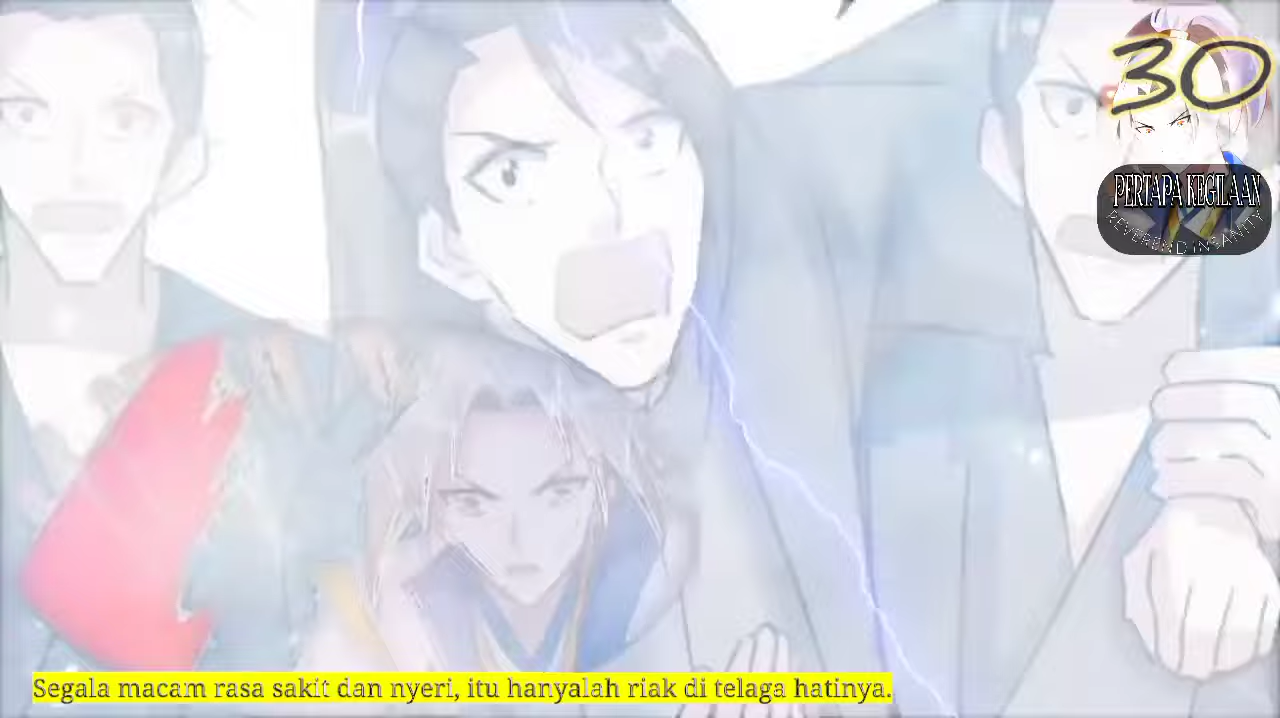 30
PERTAPA KEGILAAN
REVEREND INSANITY
Segala macam rasa sakit dan nyeri, itu hanyalah riak di telaga hatinya.